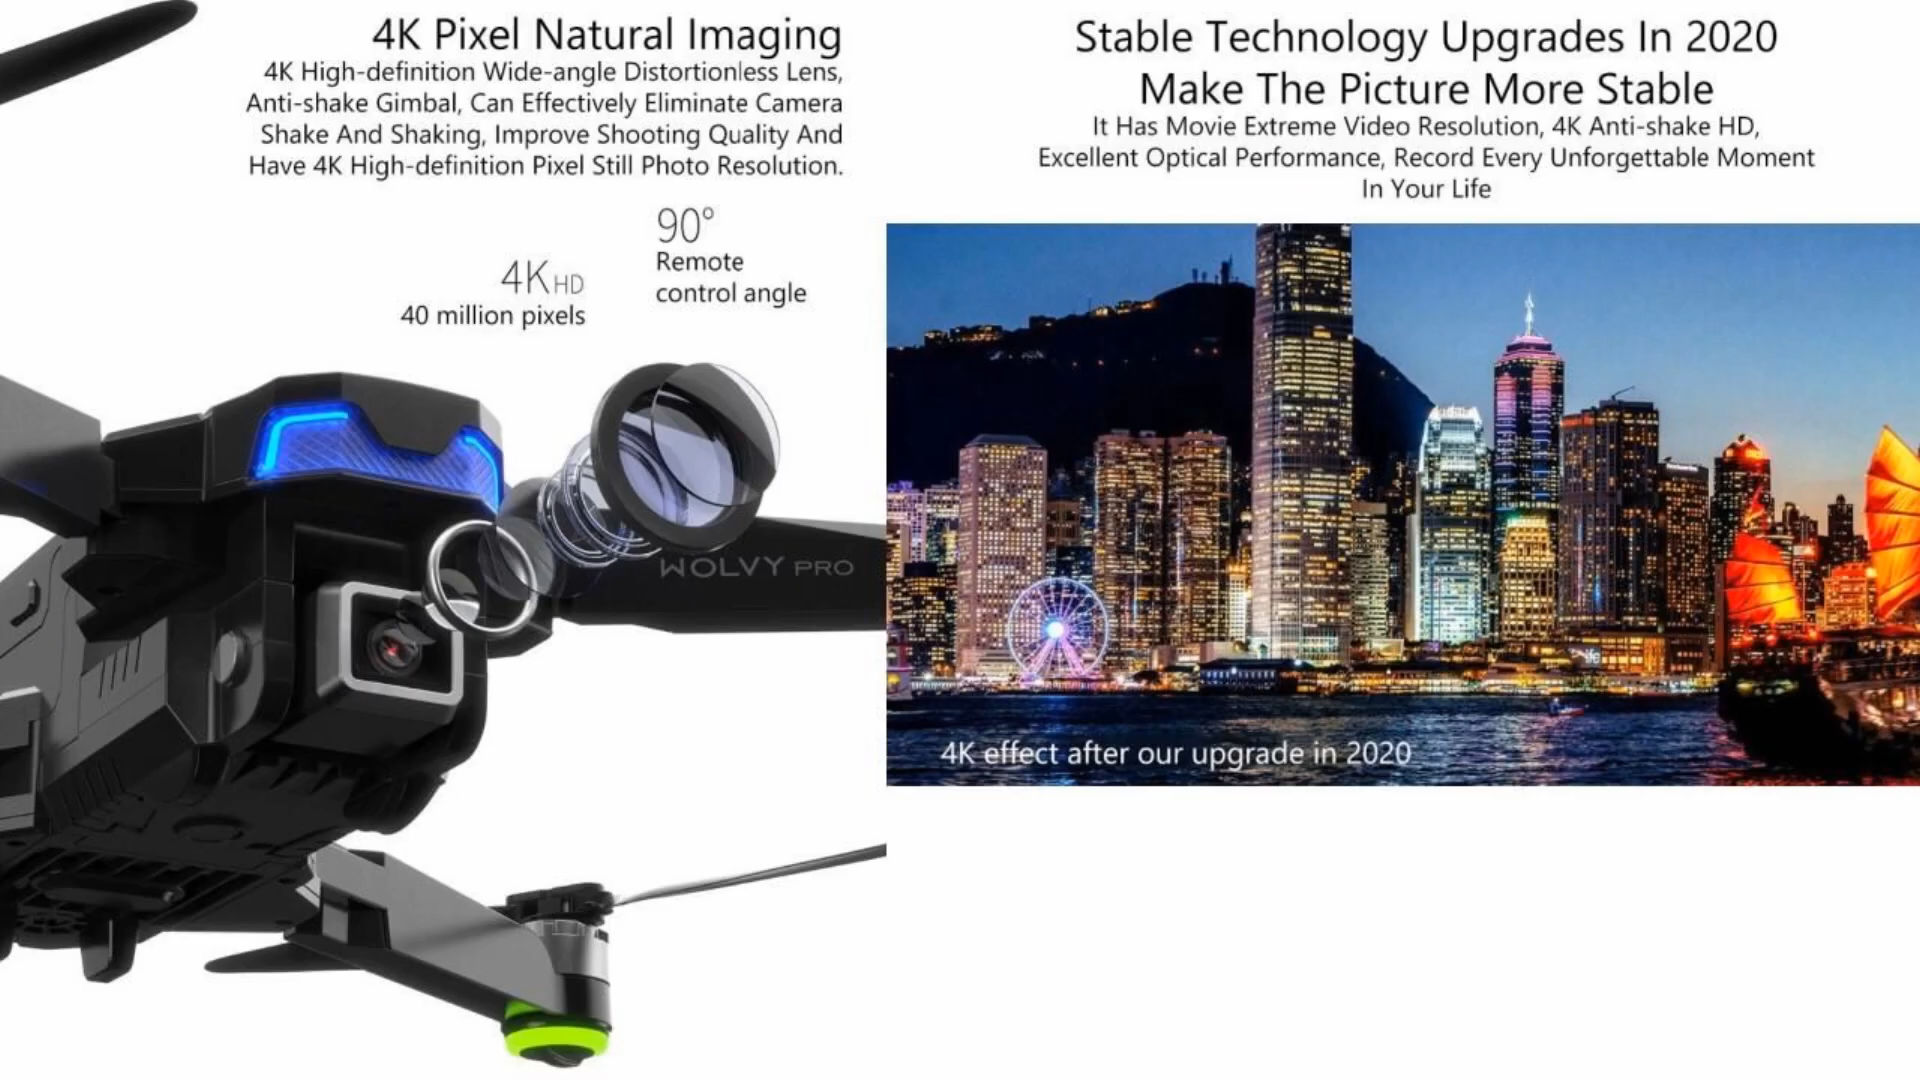 4K Pixel Natural Imaging
4K High-definition Wide-angle Distortionless Lens,
Anti-shake Gimbal, Can Effectively Eliminate Camera
Shake And Shaking, Improve Shooting Quality And
Have 4K High-definition Pixel Still Photo Resolution.
90°
Remote
control angle
4K HD
40 million pixels
WOLVY PRO
Stable Technology Upgrades In 2020
Make The Picture More Stable
It Has Movie Extreme Video Resolution, 4K Anti-shake HD,
Excellent Optical Performance, Record Every Unforgettable Moment
In Your Life
4K effect after our upgrade in 2020